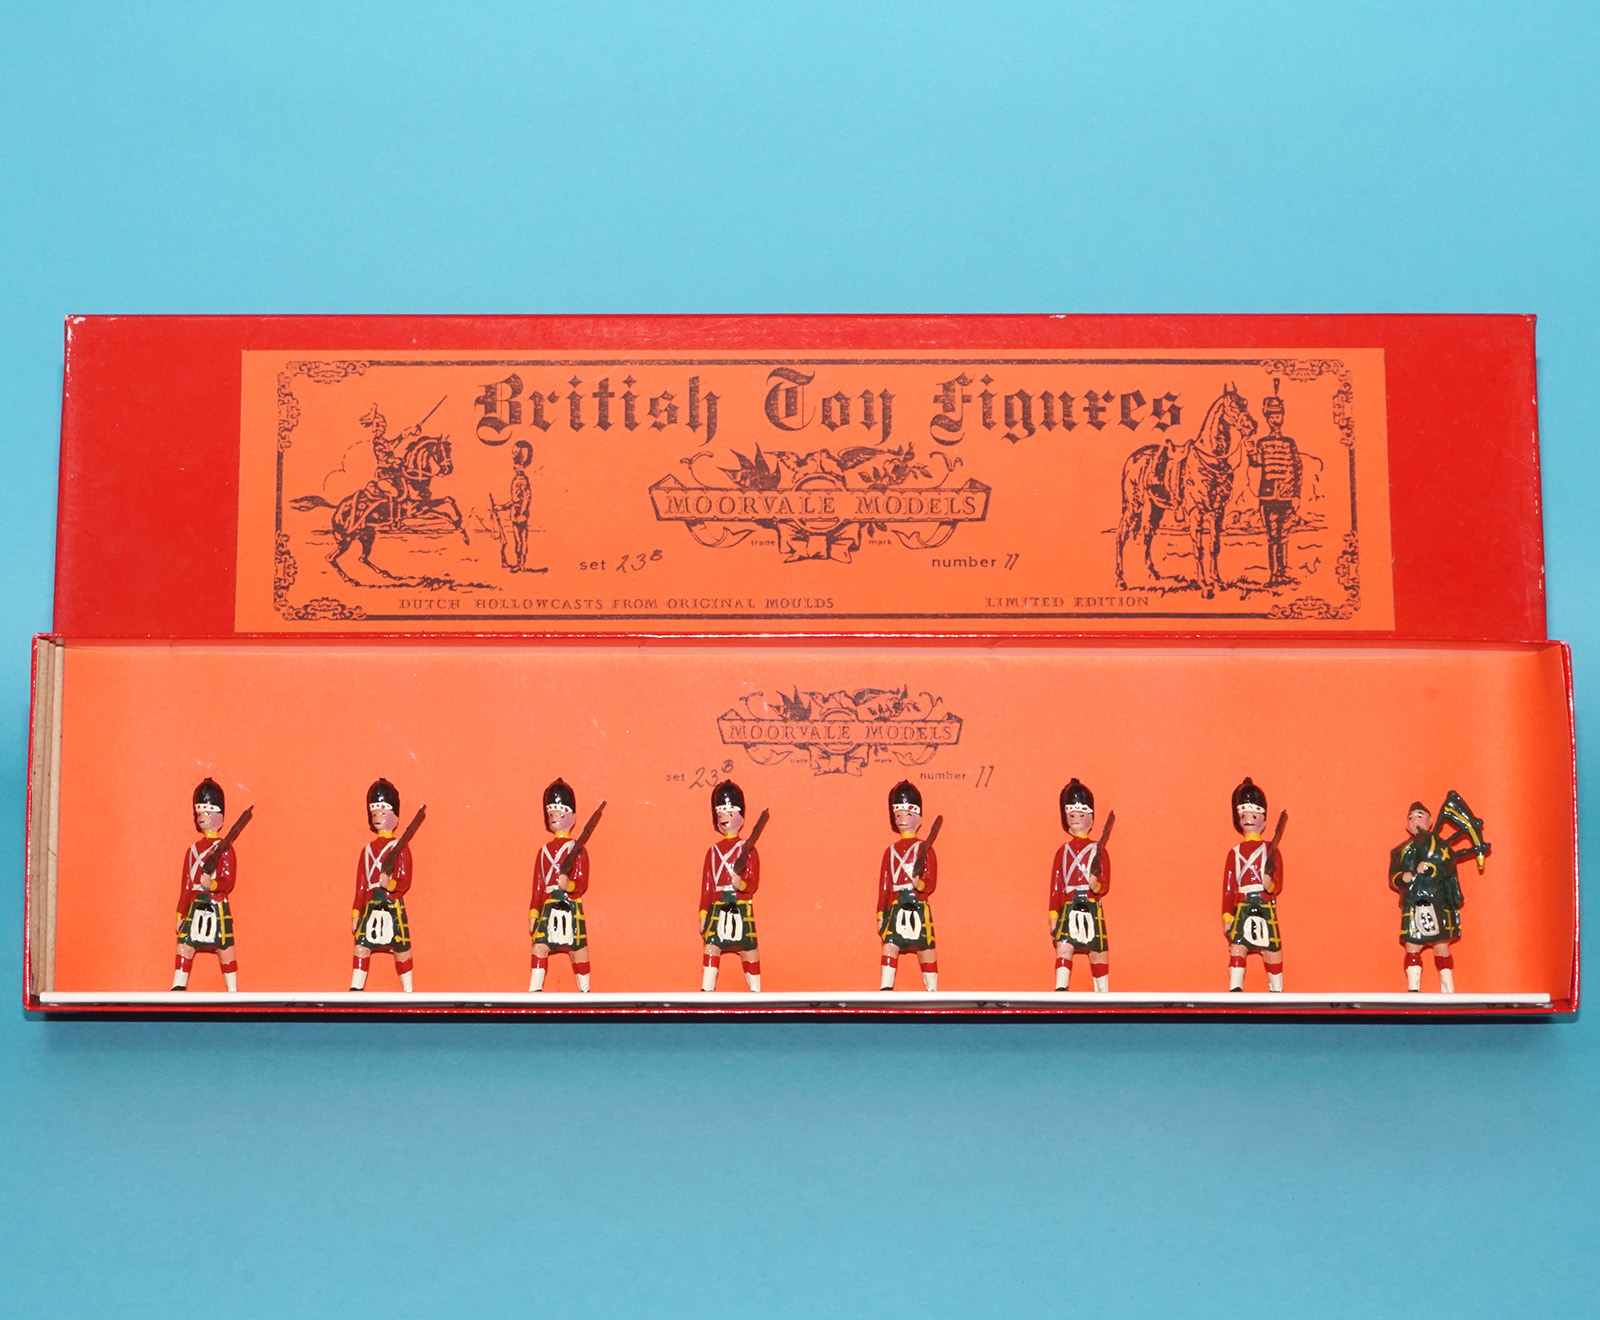 British Toy Figures
MOORVALE MODELS
trade mark
set 23B number 11
DUTCH HOLLOWCASTS FROM ORIGINAL MOULDS LIMITED EDITION
MOORVALE MODELS
trade mark
set 23B number 11